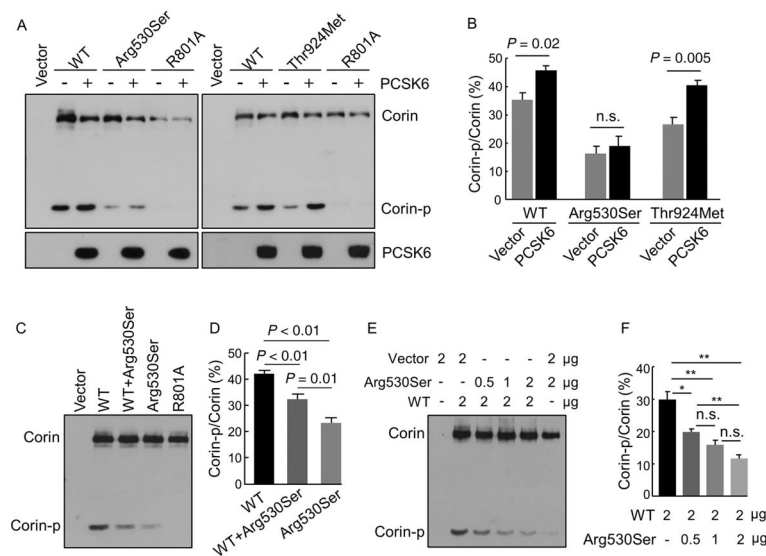 A
Vector
WT
Arg530Ser
R801A
Vector
WT
Thr924Met
R801A
- + - + - + - + - + - + PCSK6
Corin
Corin-p
PCSK6
B
Corin-p/Corin (%)
50
40
30
20
10
0
P = 0.02
n.s.
P = 0.005
WT
Arg530Ser
Thr924Met
Vector
PCSK6
Vector
PCSK6
Vector
PCSK6
C
Vector
WT
WT+Arg530Ser
Arg530Ser
R801A
Corin
Corin-p
D
Corin-p/Corin (%)
50
40
30
20
0
P < 0.01
P < 0.01
P = 0.01
WT
WT+Arg530Ser
Arg530Ser
E
Vector 2 2 - - - 2 μg
Arg530Ser - - 0.5 1 2 2 μg
WT - 2 2 2 2 - μg
Corin
Corin-p
F
Corin-p/Corin (%)
40
30
20
10
0
**
**
* **
n.s.
n.s.
WT 2 2 2 2 μg
Arg530Ser - 0.5 1 2 μg